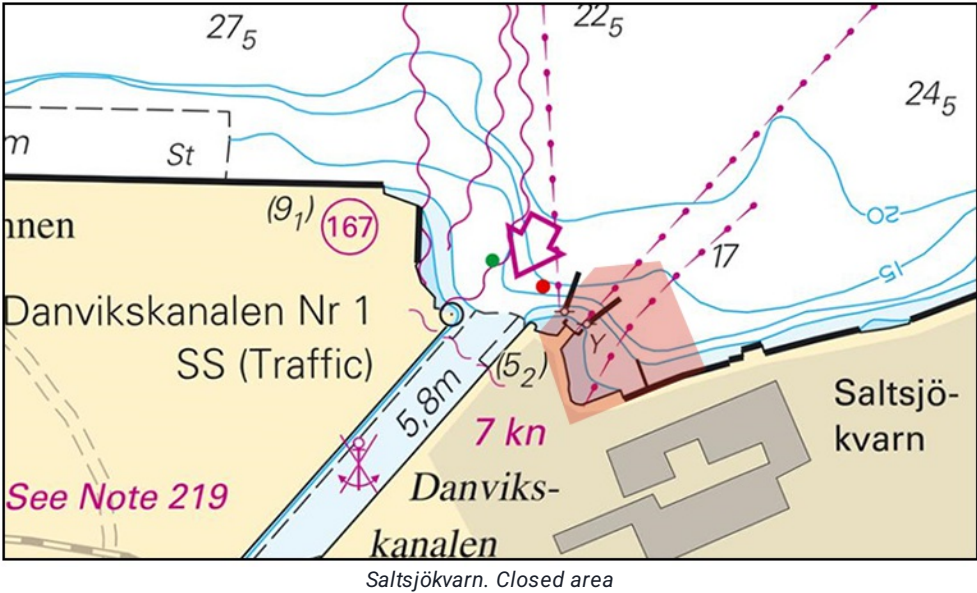 27₅
22₅
24₅
m
St
(9₁)
167
nnen
17
20
15
Danvikskanalen Nr 1
SS (Traffic)
(5₂)
Y
5,8m
7 kn
Saltsjö-
kvarn
See Note 219
Danviks-
kanalen
Saltsjökvarn. Closed area